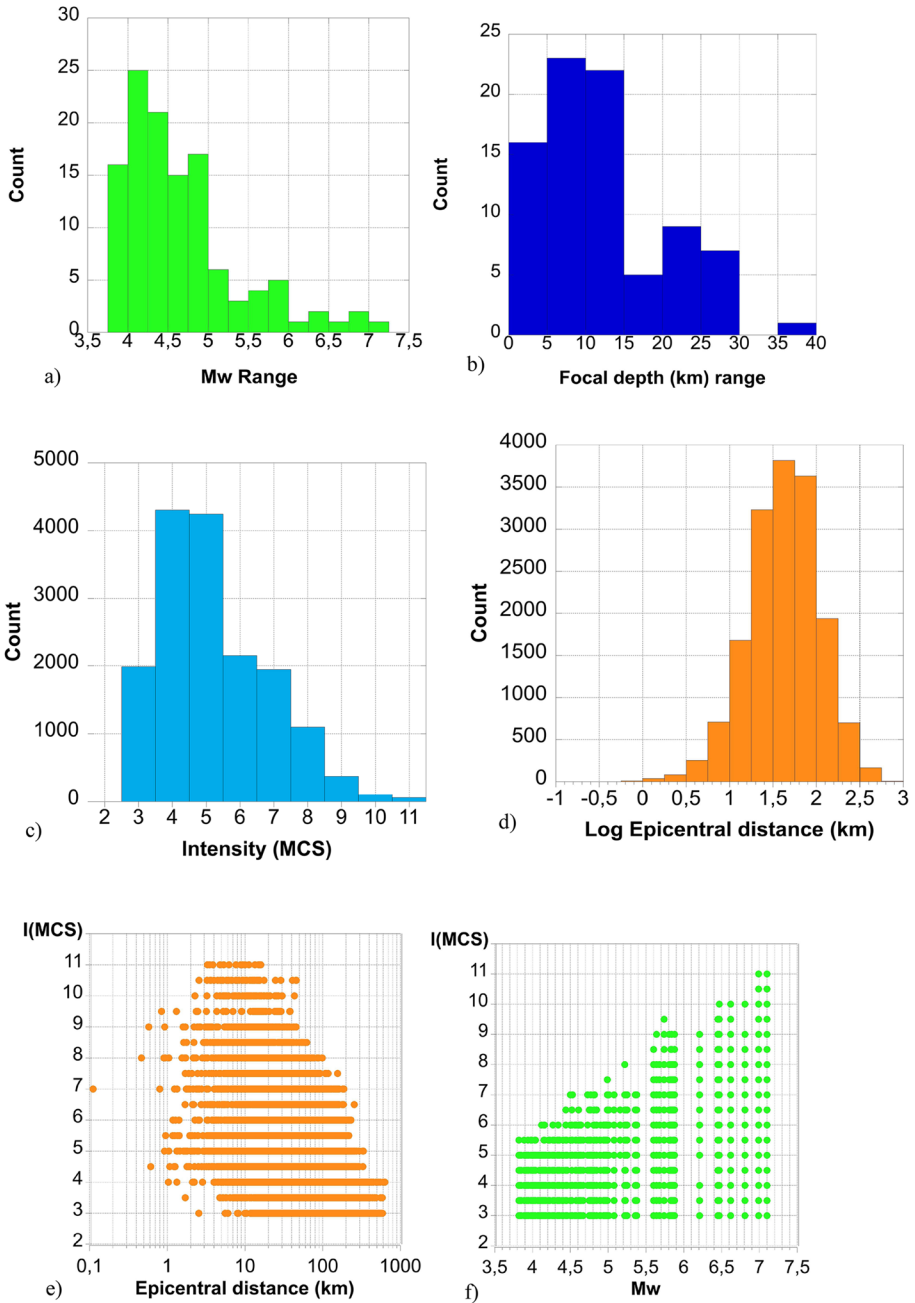 30
25
20
15
10
5
0
Count
3,5 4 4,5 5 5,5 6 6,5 7 7,5
Mw Range
a)
25
20
15
10
5
0
Count
0 5 10 15 20 25 30 35 40
Focal depth (km) range
b)
5000
4000
3000
2000
1000
0
Count
2 3 4 5 6 7 8 9 10 11
Intensity (MCS)
c)
4000
3500
3000
2500
2000
1500
1000
500
0
Count
-1 -0,5 0 0,5 1 1,5 2 2,5 3
Log Epicentral distance (km)
d)
I(MCS)
11
10
9
8
7
6
5
4
3
2
0,1 1 10 100 1000
Epicentral distance (km)
e)
I(MCS)
11
10
9
8
7
6
5
4
3
2
3,5 4 4,5 5 5,5 6 6,5 7 7,5
Mw
f)